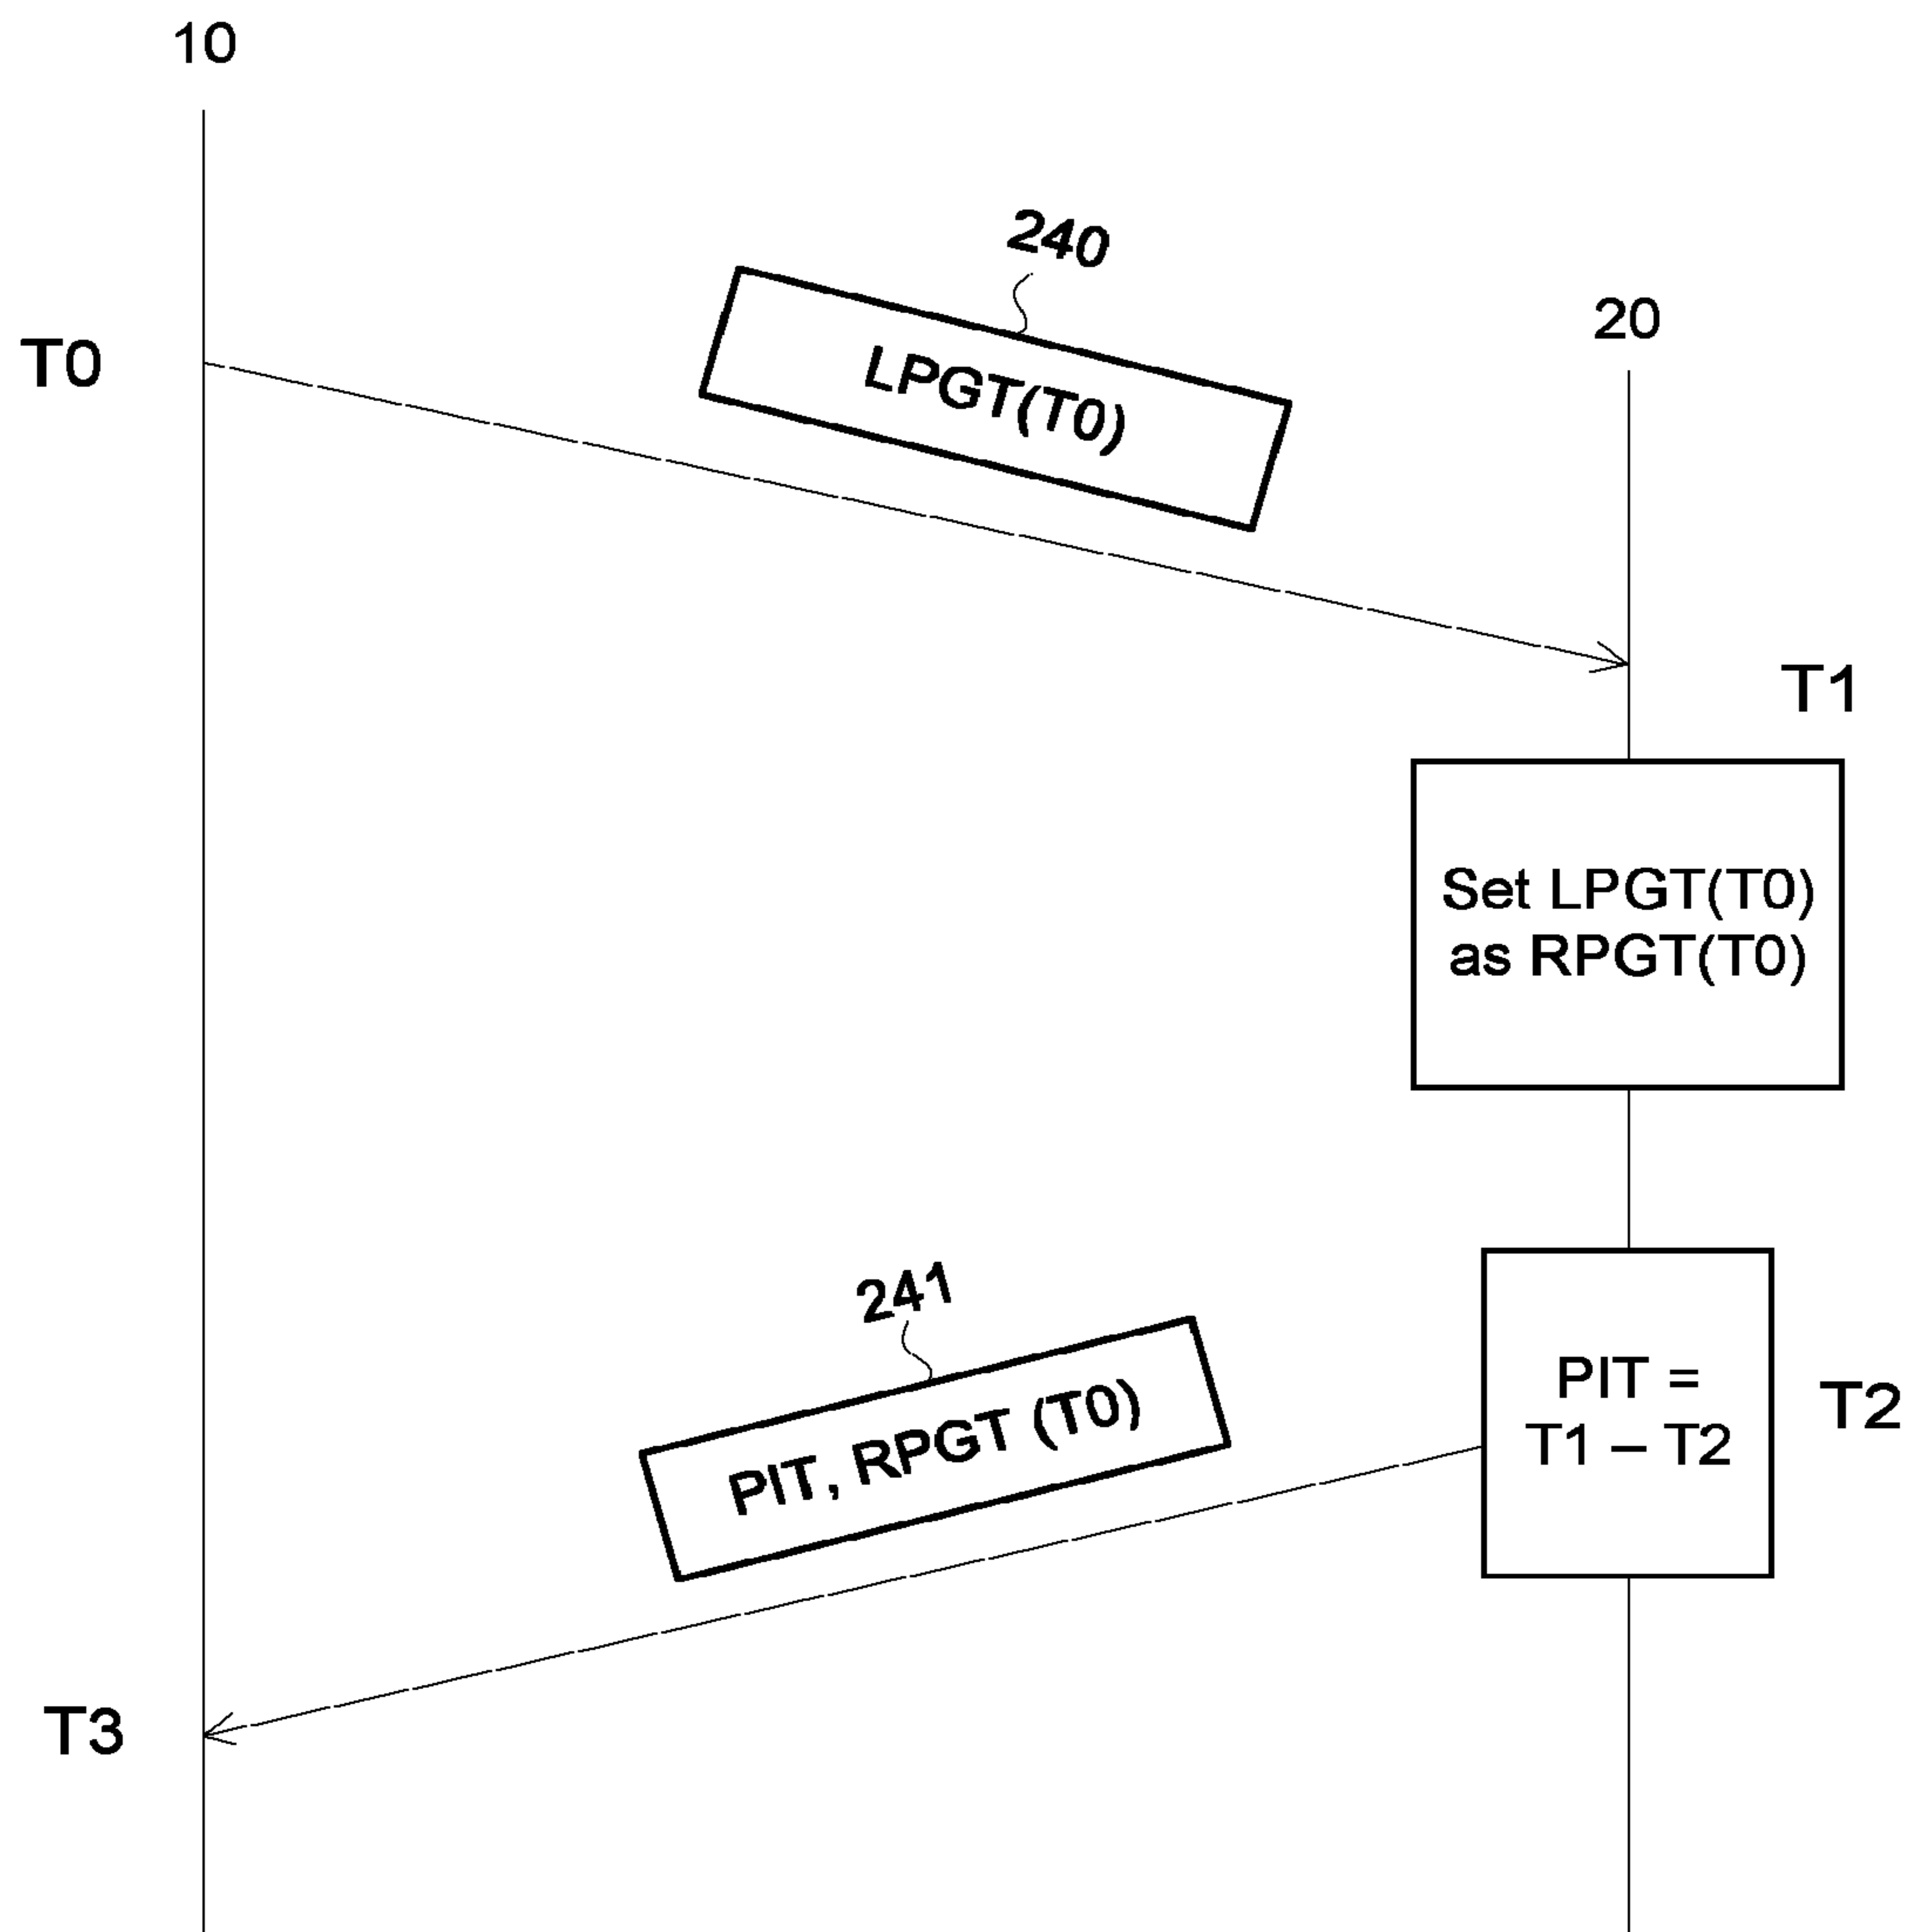 10
240
20
T0
LPGT(T0)
T1
Set LPGT(T0)
as RPGT(T0)
241
PIT =
T1 – T2
T2
PIT, RPGT (T0)
T3